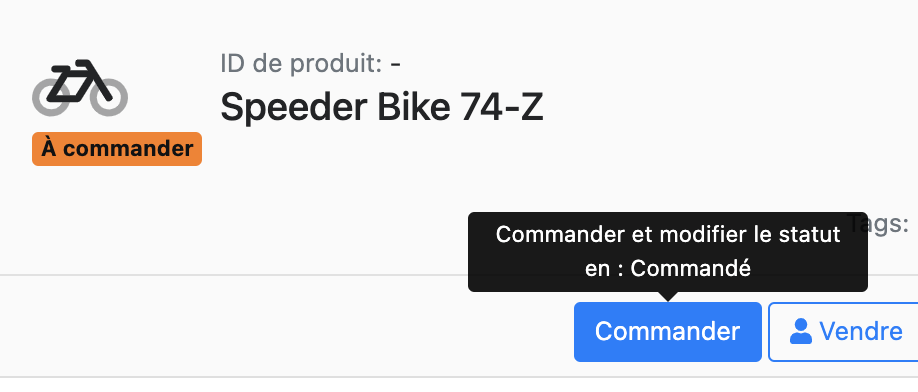 ID de produit: -
Speeder Bike 74-Z
À commander
Tags:
Commander et modifier le statut
en : Commandé
Commander
Vendre